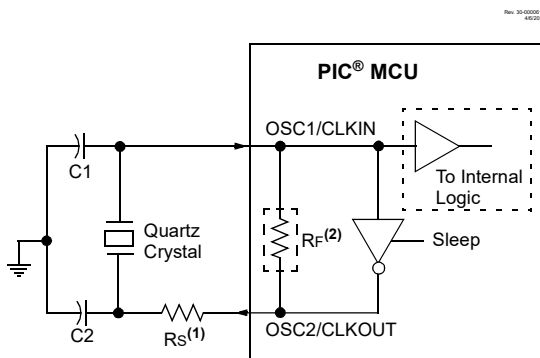 Rev. 30-00006
4/6/20
PIC® MCU
OSC1/CLKIN
C1
To Internal
Logic
Quartz
Crystal
RF(2)
Sleep
C2
RS(1)
OSC2/CLKOUT